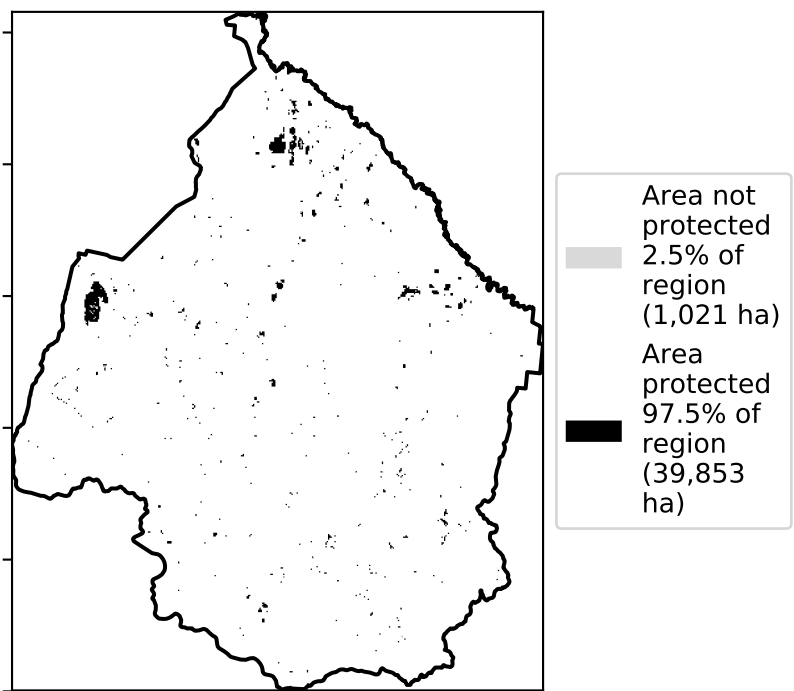 Area not
protected
2.5% of
region
(1,021 ha)
Area
protected
97.5% of
region
(39,853
ha)